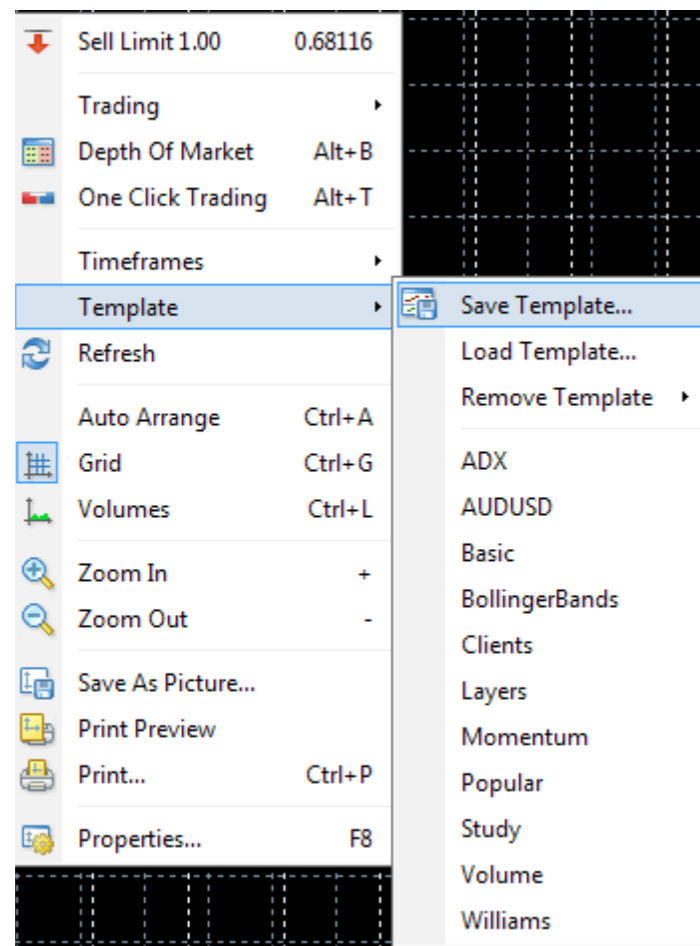 Sell Limit 1.00 0.68116
Trading
Depth Of Market Alt+B
One Click Trading Alt+T
Timeframes
Template
Refresh
Auto Arrange Ctrl+A
Grid Ctrl+G
Volumes Ctrl+L
Zoom In +
Zoom Out -
Save As Picture...
Print Preview
Print... Ctrl+P
Properties... F8
Save Template...
Load Template...
Remove Template
ADX
AUDUSD
Basic
BollingerBands
Clients
Layers
Momentum
Popular
Study
Volume
Williams